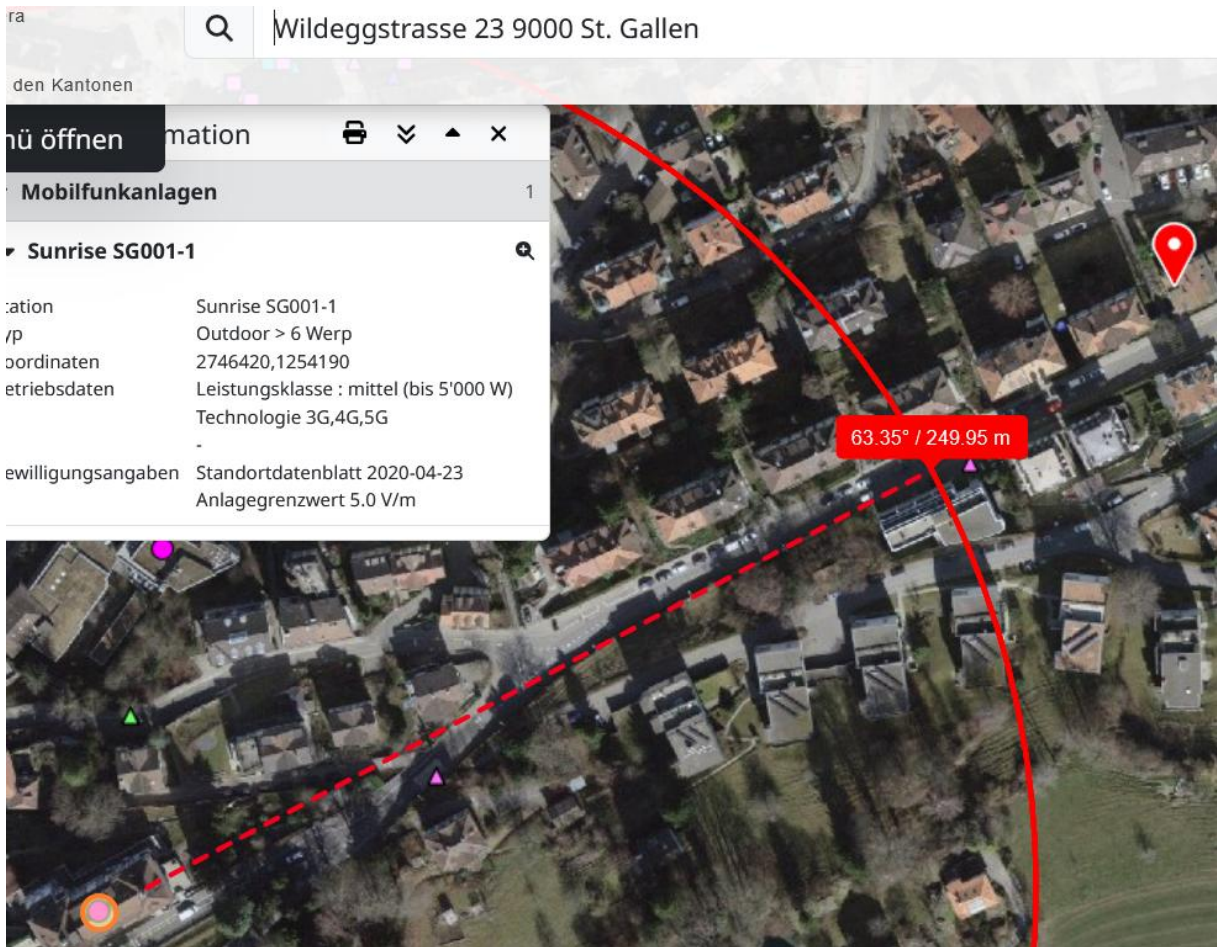 ra
Wildeggstrasse 23 9000 St. Gallen
den Kantonen
nü öffnen
mation
Mobilfunkanlagen 1
Sunrise SG001-1
tation Sunrise SG001-1
yp Outdoor > 6 Werp
oordinaten 2746420,1254190
etriebsdaten Leistungsklasse : mittel (bis 5'000 W)
Technologie 3G,4G,5G
-
ewilligungsangaben Standortdatenblatt 2020-04-23
Anlagegrenzwert 5.0 V/m
63.35° / 249.95 m